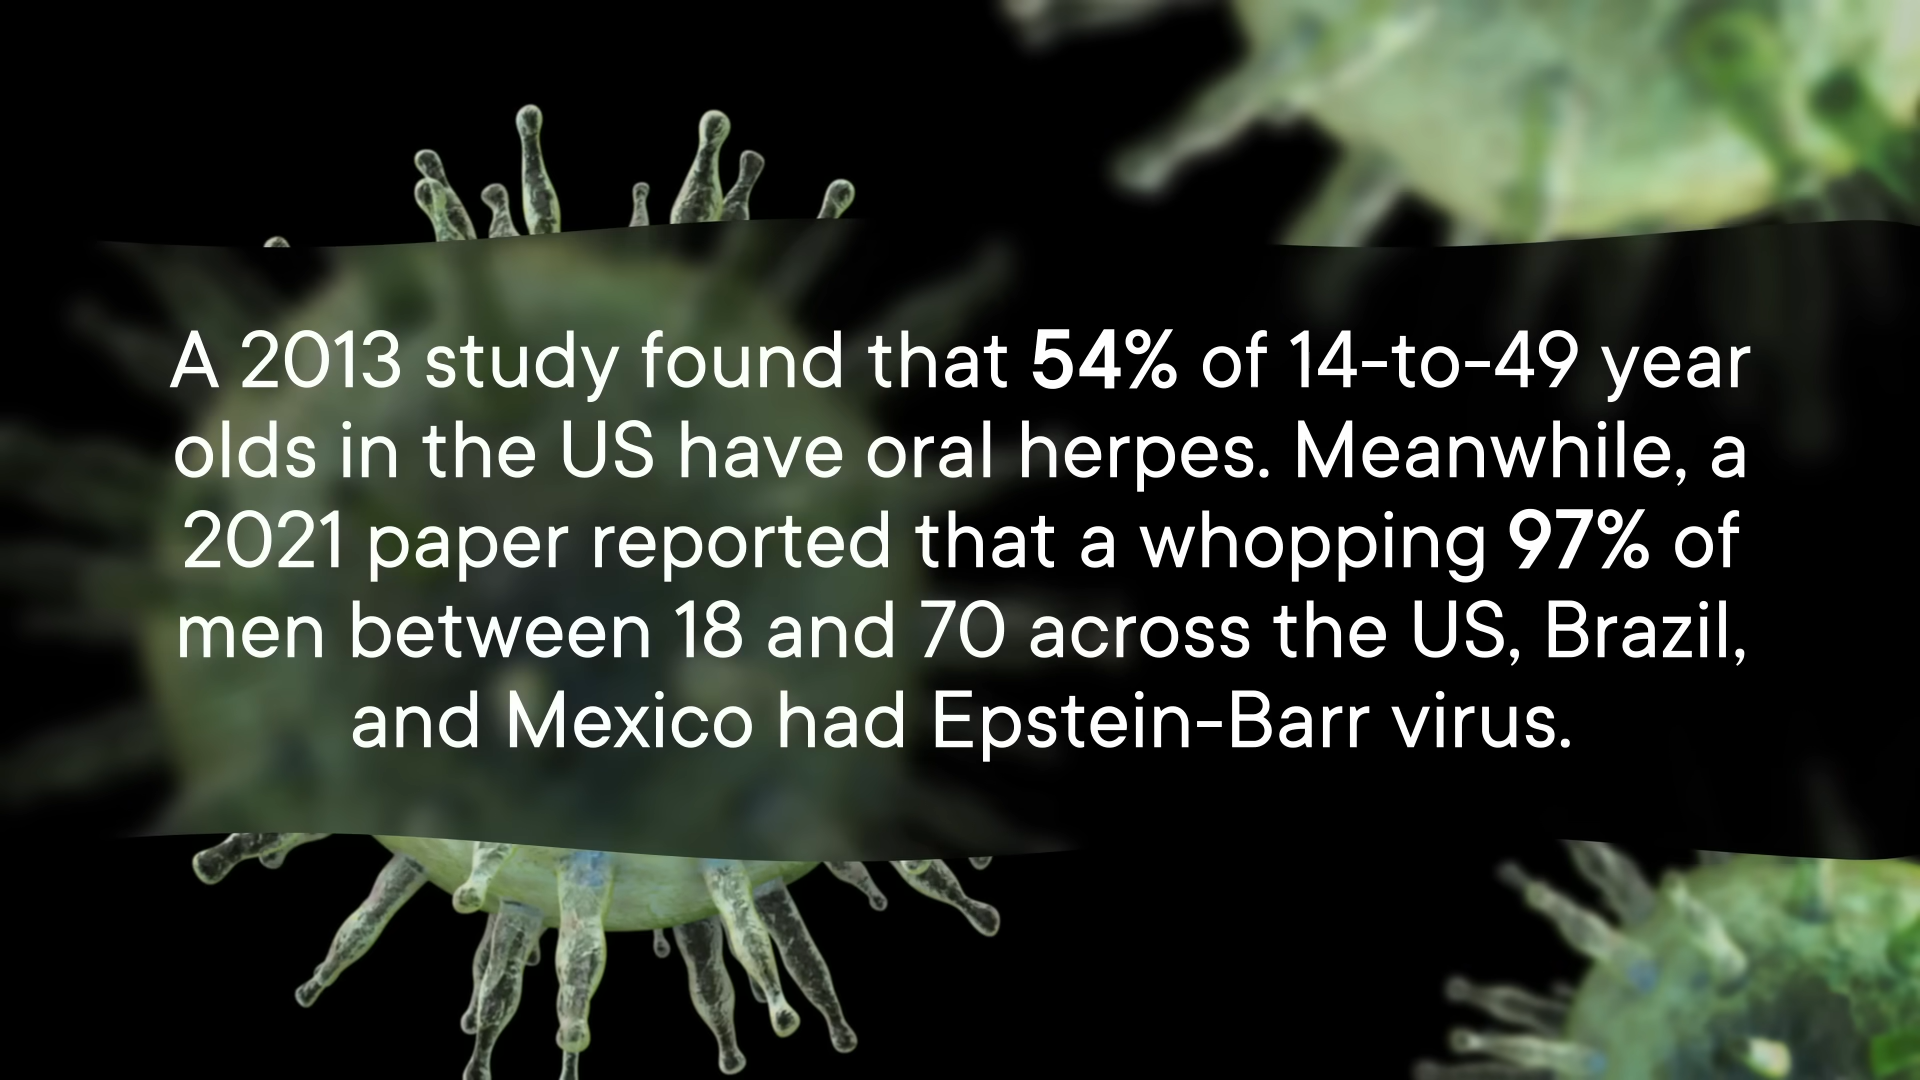 A 2013 study found that 54% of 14-to-49 year
olds in the US have oral herpes. Meanwhile, a
2021 paper reported that a whopping 97% of
men between 18 and 70 across the US, Brazil,
and Mexico had Epstein-Barr virus.